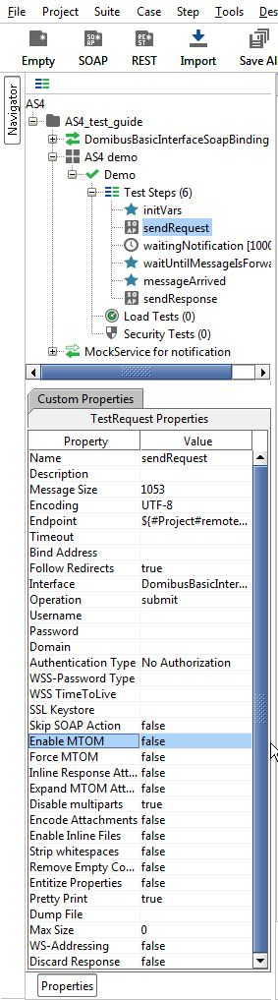 File Project Suite Case Step Tools Des
Empty SOAP REST Import Save Al
Navigator
AS4
AS4_test_guide
DomibusBasicInterfaceSoapBinding
AS4 demo
Demo
Test Steps (6)
initVars
sendRequest
waitingNotification [100
waitUntilMessageIsForwa
messageArrived
sendResponse
Load Tests (0)
Security Tests (0)
MockService for notification
Custom Properties
TestRequest Properties
Property Value
Name sendRequest
Description
Message Size 1053
Encoding UTF-8
Endpoint ${#Project#remote...
Timeout
Bind Address
Follow Redirects true
Interface DomibusBasicInter...
Operation submit
Username
Password
Domain
Authentication Type No Authorization
WSS-Password Type
WSS TimeToLive
SSL Keystore
Skip SOAP Action false
Enable MTOM false
Force MTOM false
Inline Response Att... false
Expand MTOM Att... false
Disable multiparts true
Encode Attachments false
Enable Inline Files false
Strip whitespaces false
Remove Empty Co... false
Entitize Properties false
Pretty Print true
Dump File
Max Size 0
WS-Addressing false
Discard Response false
Properties